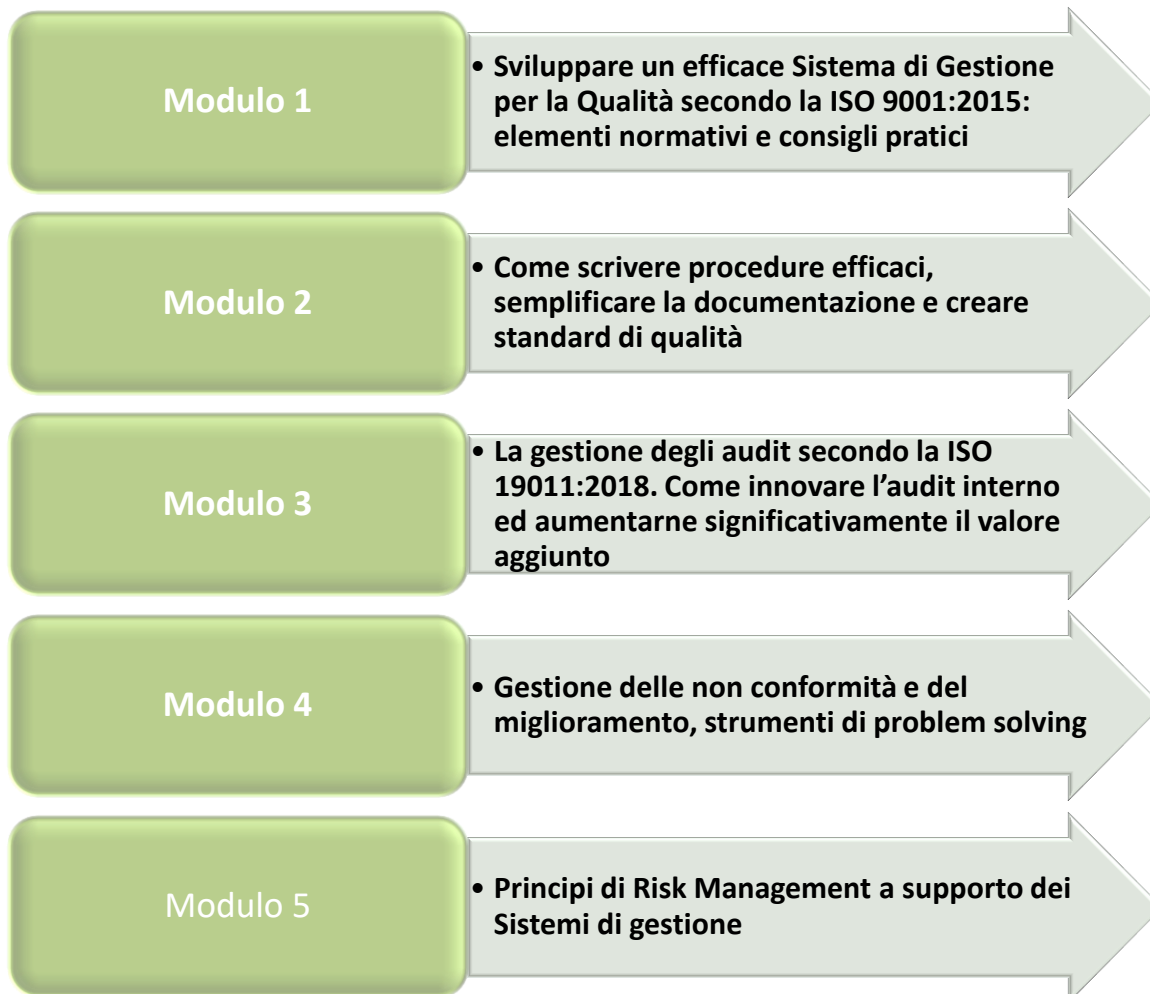 Modulo 1
• Sviluppare un efficace Sistema di Gestione
per la Qualità secondo la ISO 9001:2015:
elementi normativi e consigli pratici
Modulo 2
• Come scrivere procedure efficaci,
semplificare la documentazione e creare
standard di qualità
Modulo 3
• La gestione degli audit secondo la ISO
19011:2018. Come innovare l’audit interno
ed aumentarne significativamente il valore
aggiunto
Modulo 4
• Gestione delle non conformità e del
miglioramento, strumenti di problem solving
Modulo 5
• Principi di Risk Management a supporto dei
Sistemi di gestione